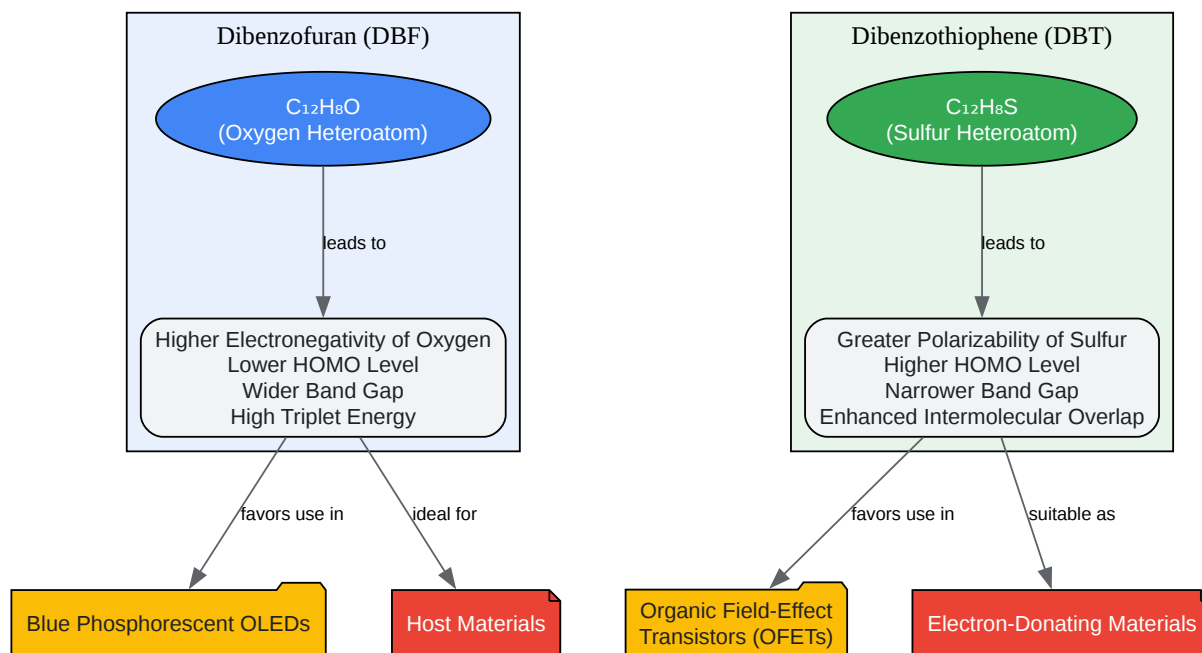 Dibenzofuran (DBF)
C₁₂H₈O
(Oxygen Heteroatom)
leads to
Higher Electronegativity of Oxygen
Lower HOMO Level
Wider Band Gap
High Triplet Energy
favors use in
ideal for
Blue Phosphorescent OLEDs
Host Materials
Dibenzothiophene (DBT)
C₁₂H₈S
(Sulfur Heteroatom)
leads to
Greater Polarizability of Sulfur
Higher HOMO Level
Narrower Band Gap
Enhanced Intermolecular Overlap
favors use in
suitable as
Organic Field-Effect
Transistors (OFETs)
Electron-Donating Materials